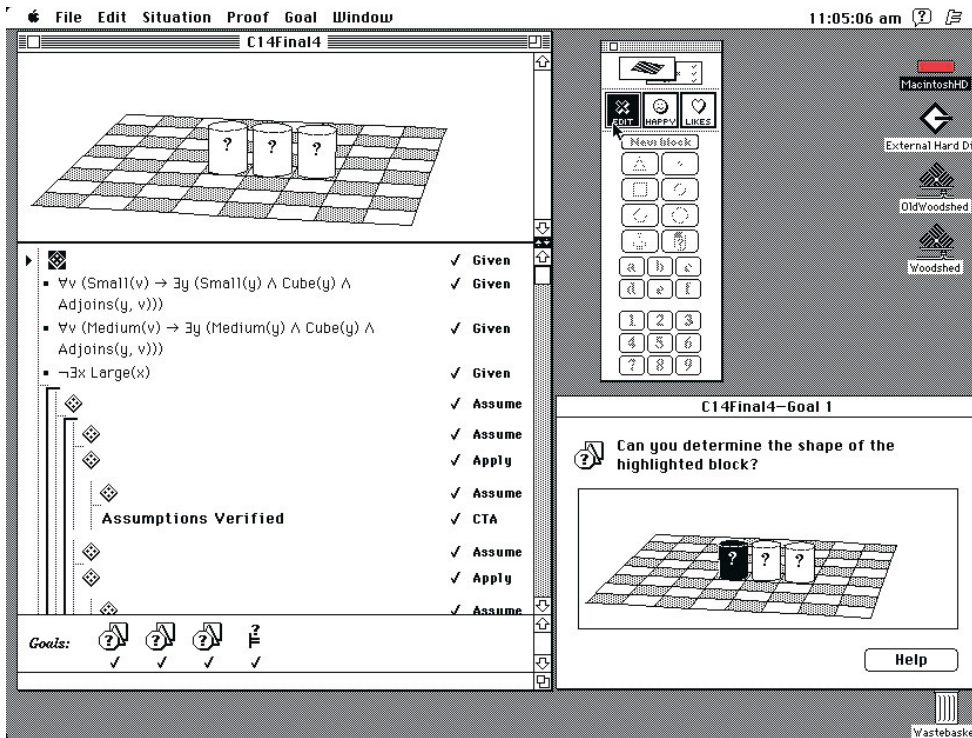 File Edit Situation Proof Goal Window 11:05:06 am
C14Final4
? ? ?
Given
∀v (Small(v) → ∃y (Small(y) ∧ Cube(y) ∧ Given
Adjoins(y, v)))
∀v (Medium(v) → ∃y (Medium(y) ∧ Cube(y) ∧ Given
Adjoins(y, v)))
¬∃x Large(x) Given
Assume
Assume
Apply
Assume
Assumptions Verified CTA
Assume
Apply
Assume
Goals: ? ? ? ?
EDIT HAPPY LIKES
New block
a b c
d e f
1 2 3
4 5 6
7 8 9
MacintoshHD
External Hard Di
OldWoodshed
Woodshed
C14Final4—Goal 1
Can you determine the shape of the
highlighted block?
? ? ?
Help
Wastebaske